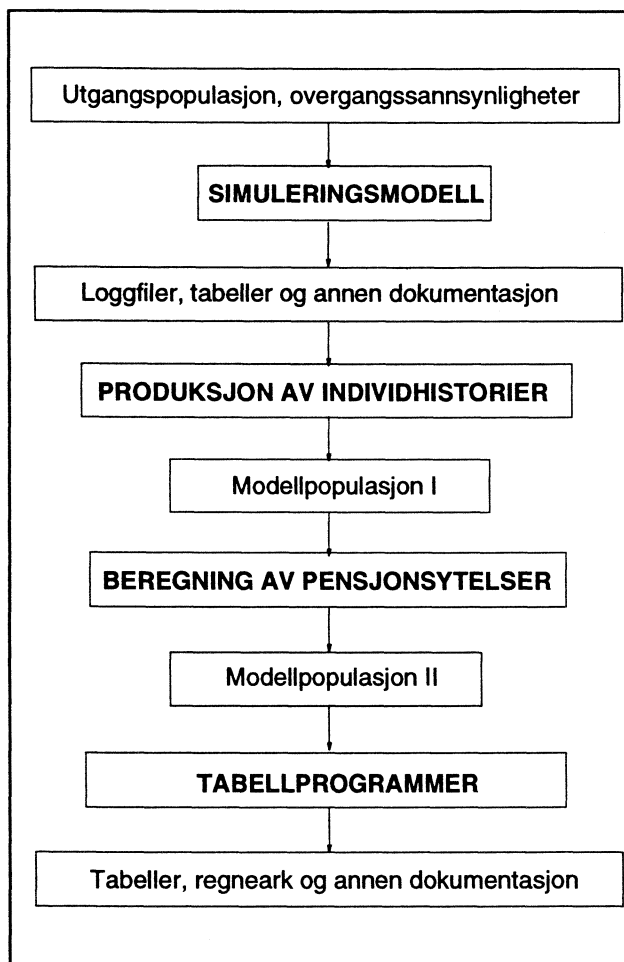 Utgangspopulasjon, overgangssannsynligheter
SIMULERINGSMODELL
Loggfiler, tabeller og annen dokumentasjon
PRODUKSJON AV INDIVIDHISTORIER
Modellpopulasjon I
BEREGNING AV PENSJONSYTELSER
Modellpopulasjon II
TABELLPROGRAMMER
Tabeller, regneark og annen dokumentasjon